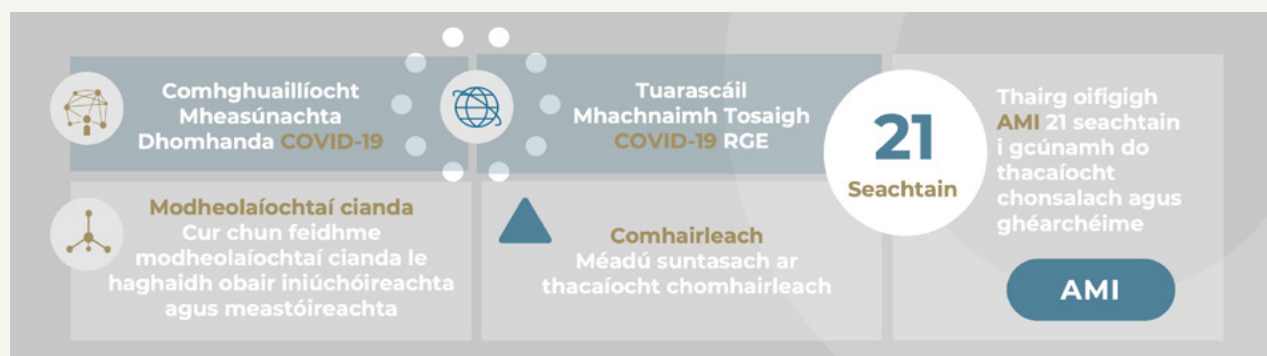 Comhghuaillíocht
Mheasúnachta
Dhomhanda COVID-19
Tuarascáil
Mhachnaimh Tosaigh
COVID-19 RGE
21
Seachtain
Thairg oifigigh
AMI 21 seachtain
i gcúnamh do
thacaíocht
chonsalach agus
ghéarchéime
AMI
Modheolaíochtaí cianda
Cur chun feidhme
modheolaíochtaí cianda le
haghaidh obair iniúchóireachta
agus meastóireachta
Comhairleach
Méadú suntasach ar
thacaíocht chomhairleach